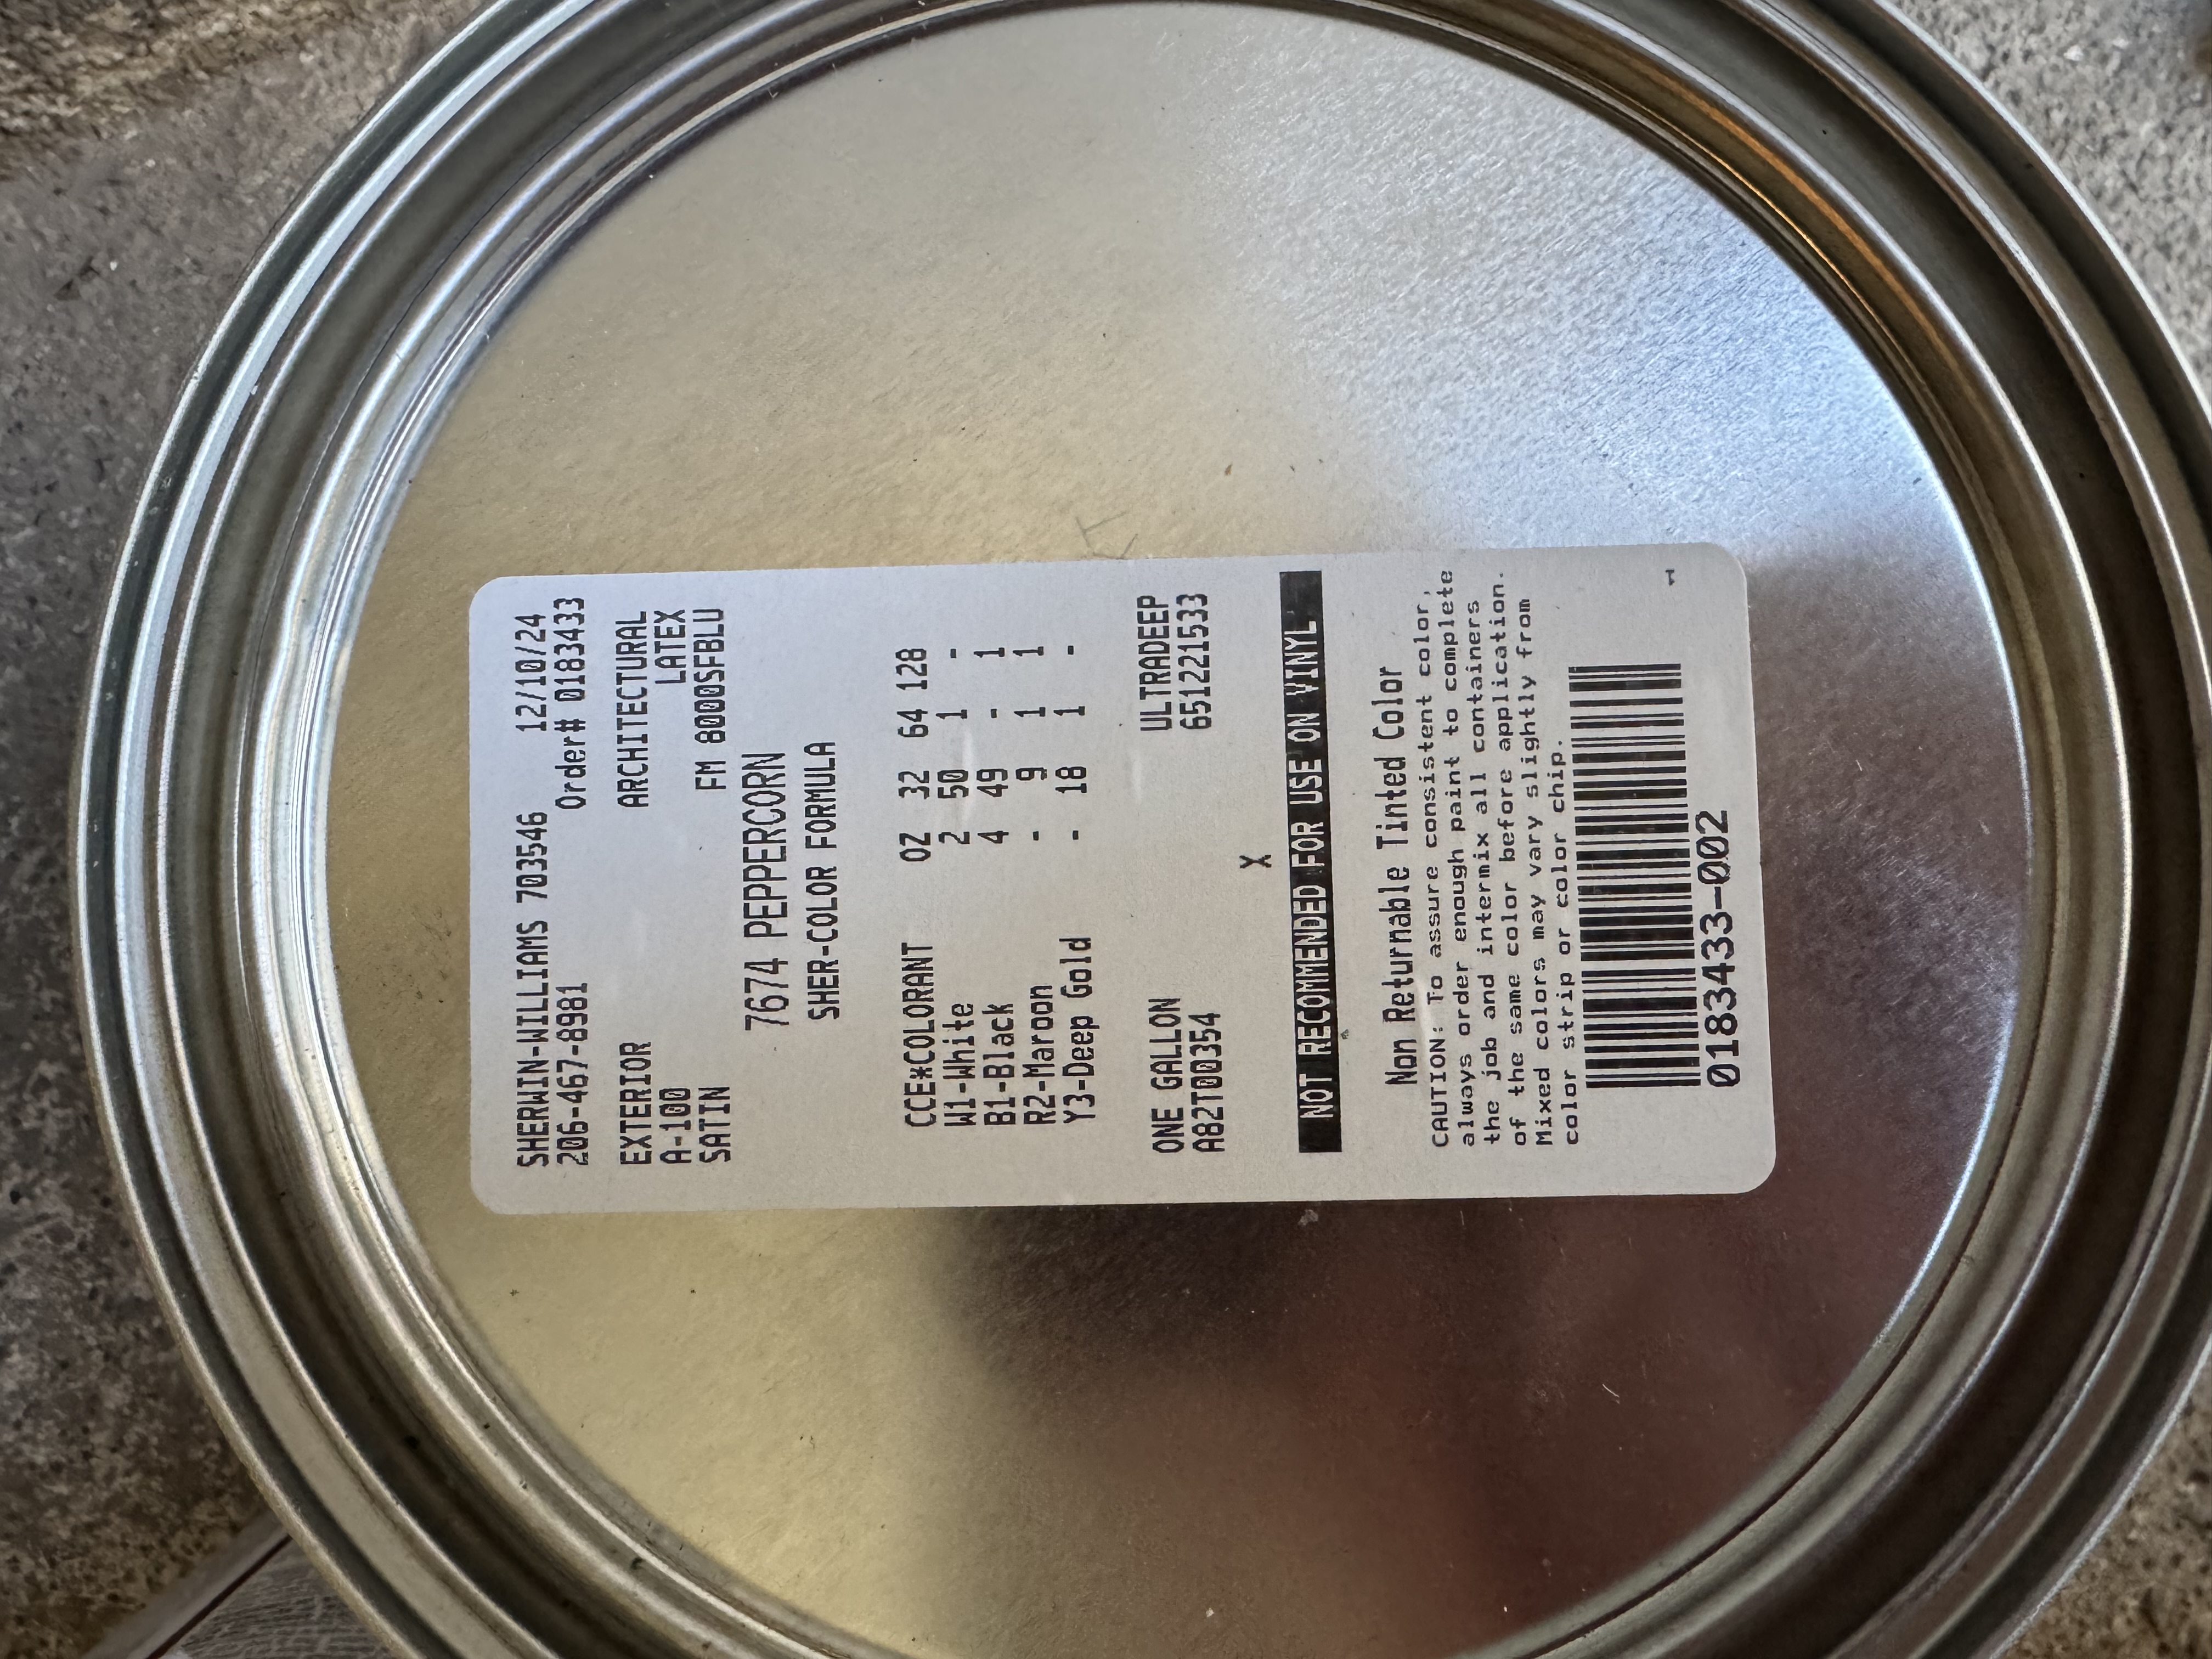 SHERWIN-WILLIAMS 703546 12/10/24
206-467-8981 Order# 0183433
EXTERIOR ARCHITECTURAL
A-100 LATEX
SATIN FM 8000SFBLU
7674 PEPPERCORN
SHER-COLOR FORMULA
CCE*COLORANT OZ 32 64 128
W1-White 2 50 1 -
B1-Black 4 49 - 1
R2-Maroon - 9 1 1
Y3-Deep Gold - 18 1 -
ONE GALLON ULTRADEEP
A82T00354 651221533
X
NOT RECOMMENDED FOR USE ON VINYL
Non Returnable Tinted Color
CAUTION: To assure consistent color,
always order enough paint to complete
the job and intermix all containers
of the same color before application.
Mixed colors may vary slightly from
color strip or color chip.
0183433-002
1